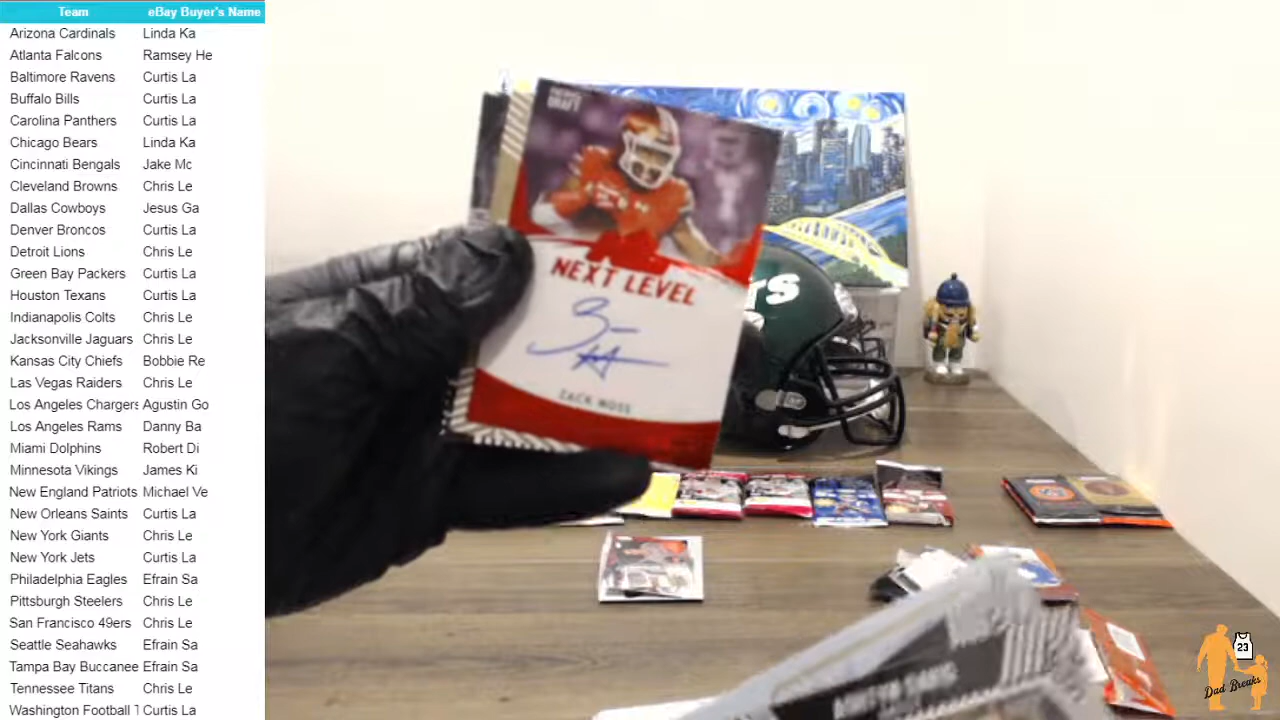 Team eBay Buyer's Name
Arizona Cardinals Linda Ka
Atlanta Falcons Ramsey He
Baltimore Ravens Curtis La
Buffalo Bills Curtis La
Carolina Panthers Curtis La
Chicago Bears Linda Ka
Cincinnati Bengals Jake Mc
Cleveland Browns Chris Le
Dallas Cowboys Jesus Ga
Denver Broncos Curtis La
Detroit Lions Chris Le
Green Bay Packers Curtis La
Houston Texans Curtis La
Indianapolis Colts Chris Le
Jacksonville Jaguars Chris Le
Kansas City Chiefs Bobbie Re
Las Vegas Raiders Chris Le
Los Angeles Chargers Agustin Go
Los Angeles Rams Danny Ba
Miami Dolphins Robert Di
Minnesota Vikings James Ki
New England Patriots Michael Ve
New Orleans Saints Curtis La
New York Giants Chris Le
New York Jets Curtis La
Philadelphia Eagles Efrain Sa
Pittsburgh Steelers Chris Le
San Francisco 49ers Chris Le
Seattle Seahawks Efrain Sa
Tampa Bay Buccanee Efrain Sa
Tennessee Titans Chris Le
Washington Football T Curtis La
DRAFT
NEXT LEVEL
ZACK MOSS
TS
23
Dad Breaks